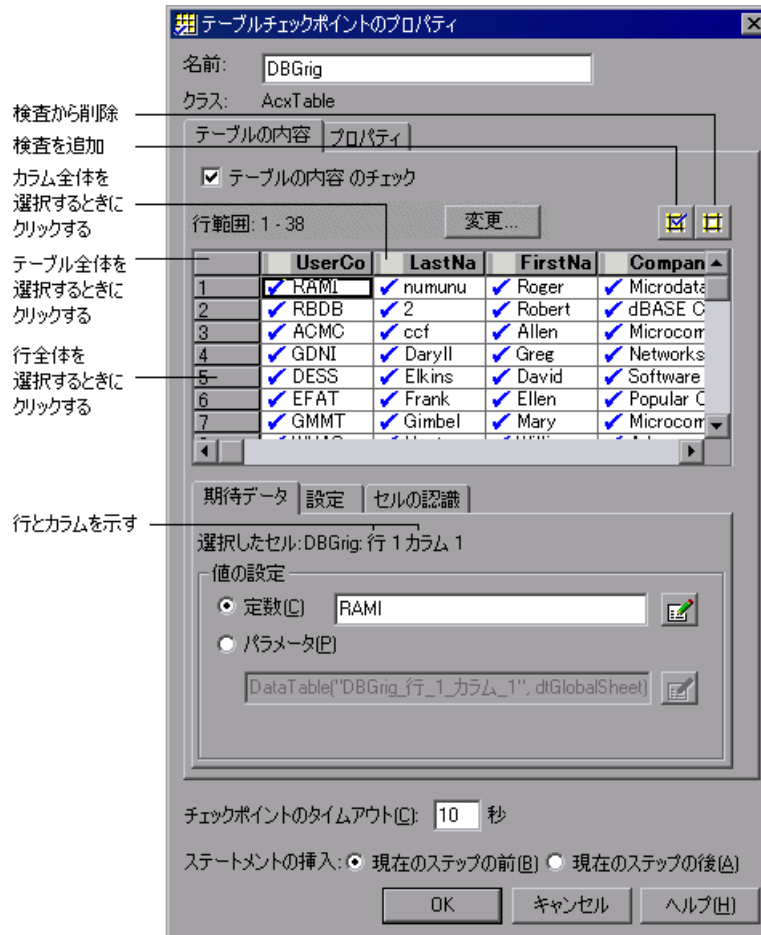 テーブルチェックポイントのプロパティ
名前: DBGrig
クラス: AcxTable
検査から削除
検査を追加
カラム全体を
選択するときに
クリックする
テーブル全体を
選択するときに
クリックする
行全体を
選択するときに
クリックする
行とカラムを示す
テーブルの内容 プロパティ
テーブルの内容 のチェック
行範囲: 1 - 38 変更...
UserCo LastNa FirstNa Compan
1 RAMI numunu Roger Microdata
2 RBDB 2 Robert dBASE C
3 ACMC ccf Allen Microcom
4 GDNI Daryll Greg Networks
5 DESS Elkins David Software
6 EFAT Frank Ellen Popular C
7 GMMT Gimbel Mary Microcom
期待データ 設定 セルの認識
選択したセル:DBGrig: 行 1 カラム 1
値の設定
定数(C) RAMI
パラメータ(P)
DataTable("DBGrig_行_1_カラム_1", dtGlobalSheet)
チェックポイントのタイムアウト(C): 10 秒
ステートメントの挿入: 現在のステップの前(B) 現在のステップの後(A)
OK キャンセル ヘルプ(H)